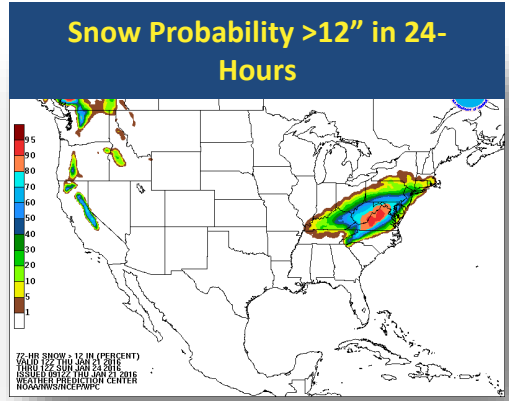 Snow Probability >12” in 24-
Hours
95
90
80
70
60
50
40
30
20
10
5
1
72-HR SNOW > 12 IN (PERCENT)
VALID 12Z THU JAN 21 2016
THRU 12Z SUN JAN 24 2016
ISSUED 0912Z THU JAN 21 2016
WEATHER PREDICTION CENTER
NOAA/NWS/NCEP/WPC